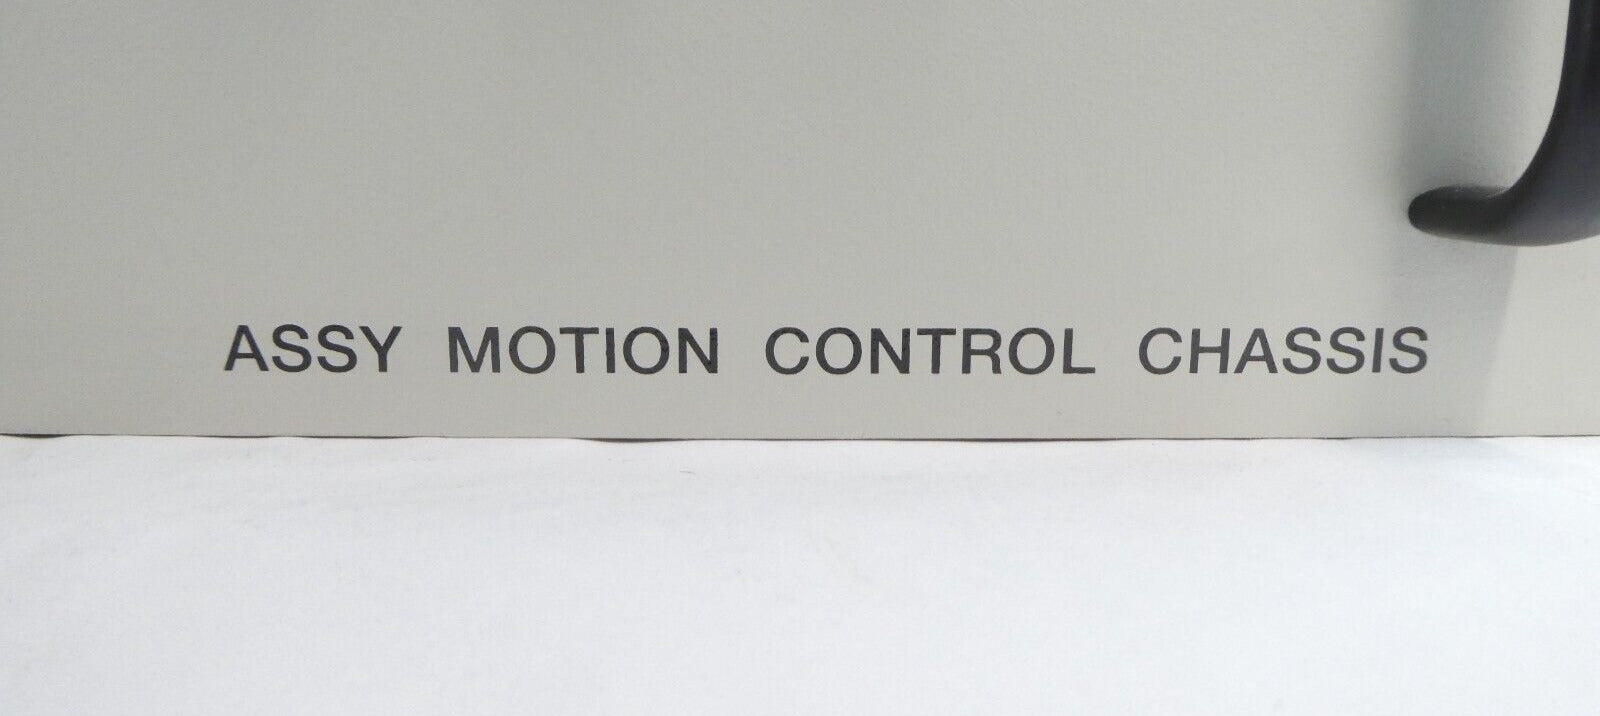 ASSY MOTION CONTROL CHASSIS